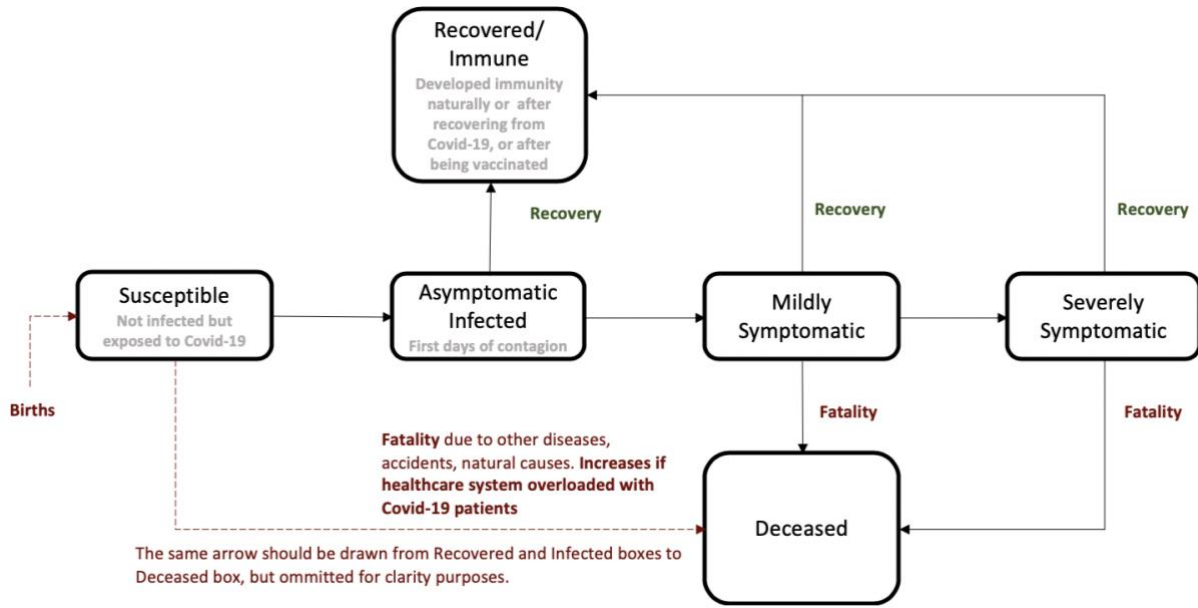 Recovered/
Immune
Developed immunity
naturally or after
recovering from
Covid-19, or after
being vaccinated
Recovery
Recovery
Recovery
Susceptible
Not infected but
exposed to Covid-19
Asymptomatic
Infected
First days of contagion
Mildly
Symptomatic
Severely
Symptomatic
Births
Fatality
Fatality
Fatality due to other diseases,
accidents, natural causes. Increases if
healthcare system overloaded with
Covid-19 patients
Deceased
The same arrow should be drawn from Recovered and Infected boxes to
Deceased box, but ommitted for clarity purposes.